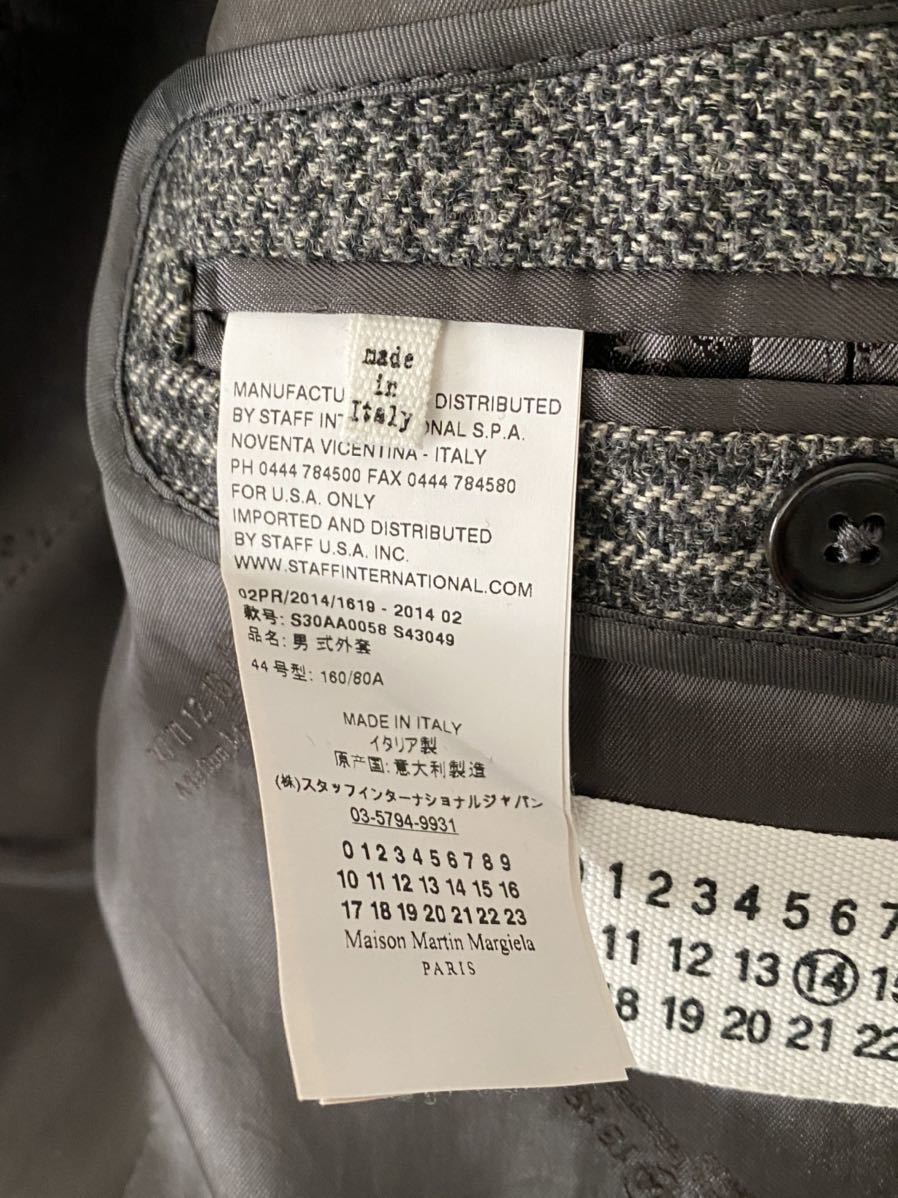 made
in
Italy
MANUFACTU DISTRIBUTED
BY STAFF INT ONAL S.P.A.
NOVENTA VICENTINA - ITALY
PH 0444 784500 FAX 0444 784580
FOR U.S.A. ONLY
IMPORTED AND DISTRIBUTED
BY STAFF U.S.A. INC.
WWW.STAFFINTERNATIONAL.COM
02PR/2014/1619 - 2014 02
款号: S30AA0058 S43049
品名: 男 式外套
44 号型: 160/80A
MADE IN ITALY
イタリア製
原产国: 意大利製造
(株)スタッフインターナショナルジャパン
03-5794-9931
0 1 2 3 4 5 6 7 8 9
10 11 12 13 14 15 16
17 18 19 20 21 22 23
Maison Martin Margiela
PARIS
1 2 3 4 5 6 7
11 12 13 14 15
8 19 20 21 22